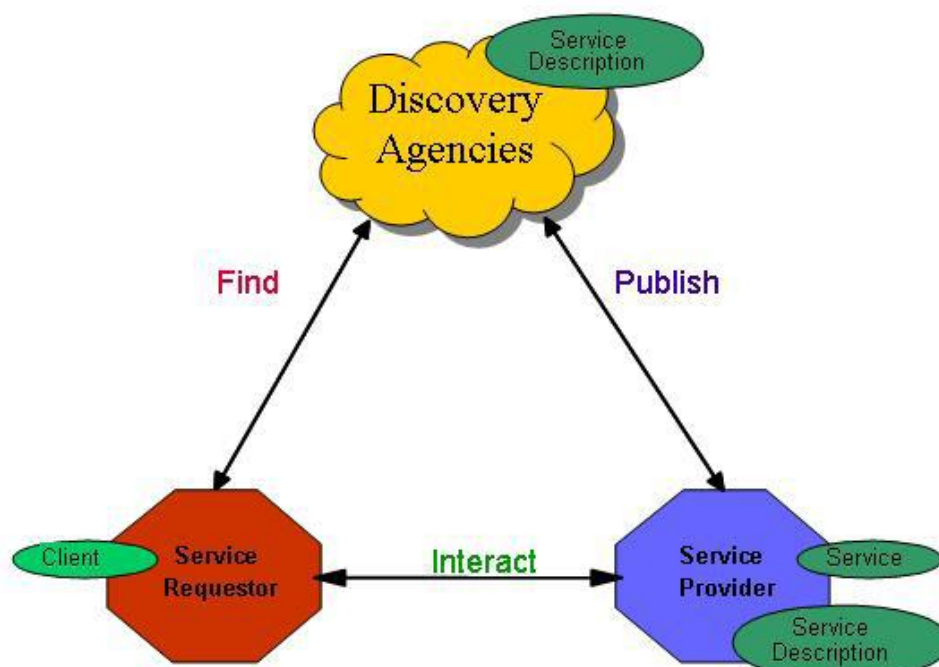 Service
Description
Discovery
Agencies
Find
Publish
Client
Service
Requestor
Interact
Service
Provider
Service
Service
Description